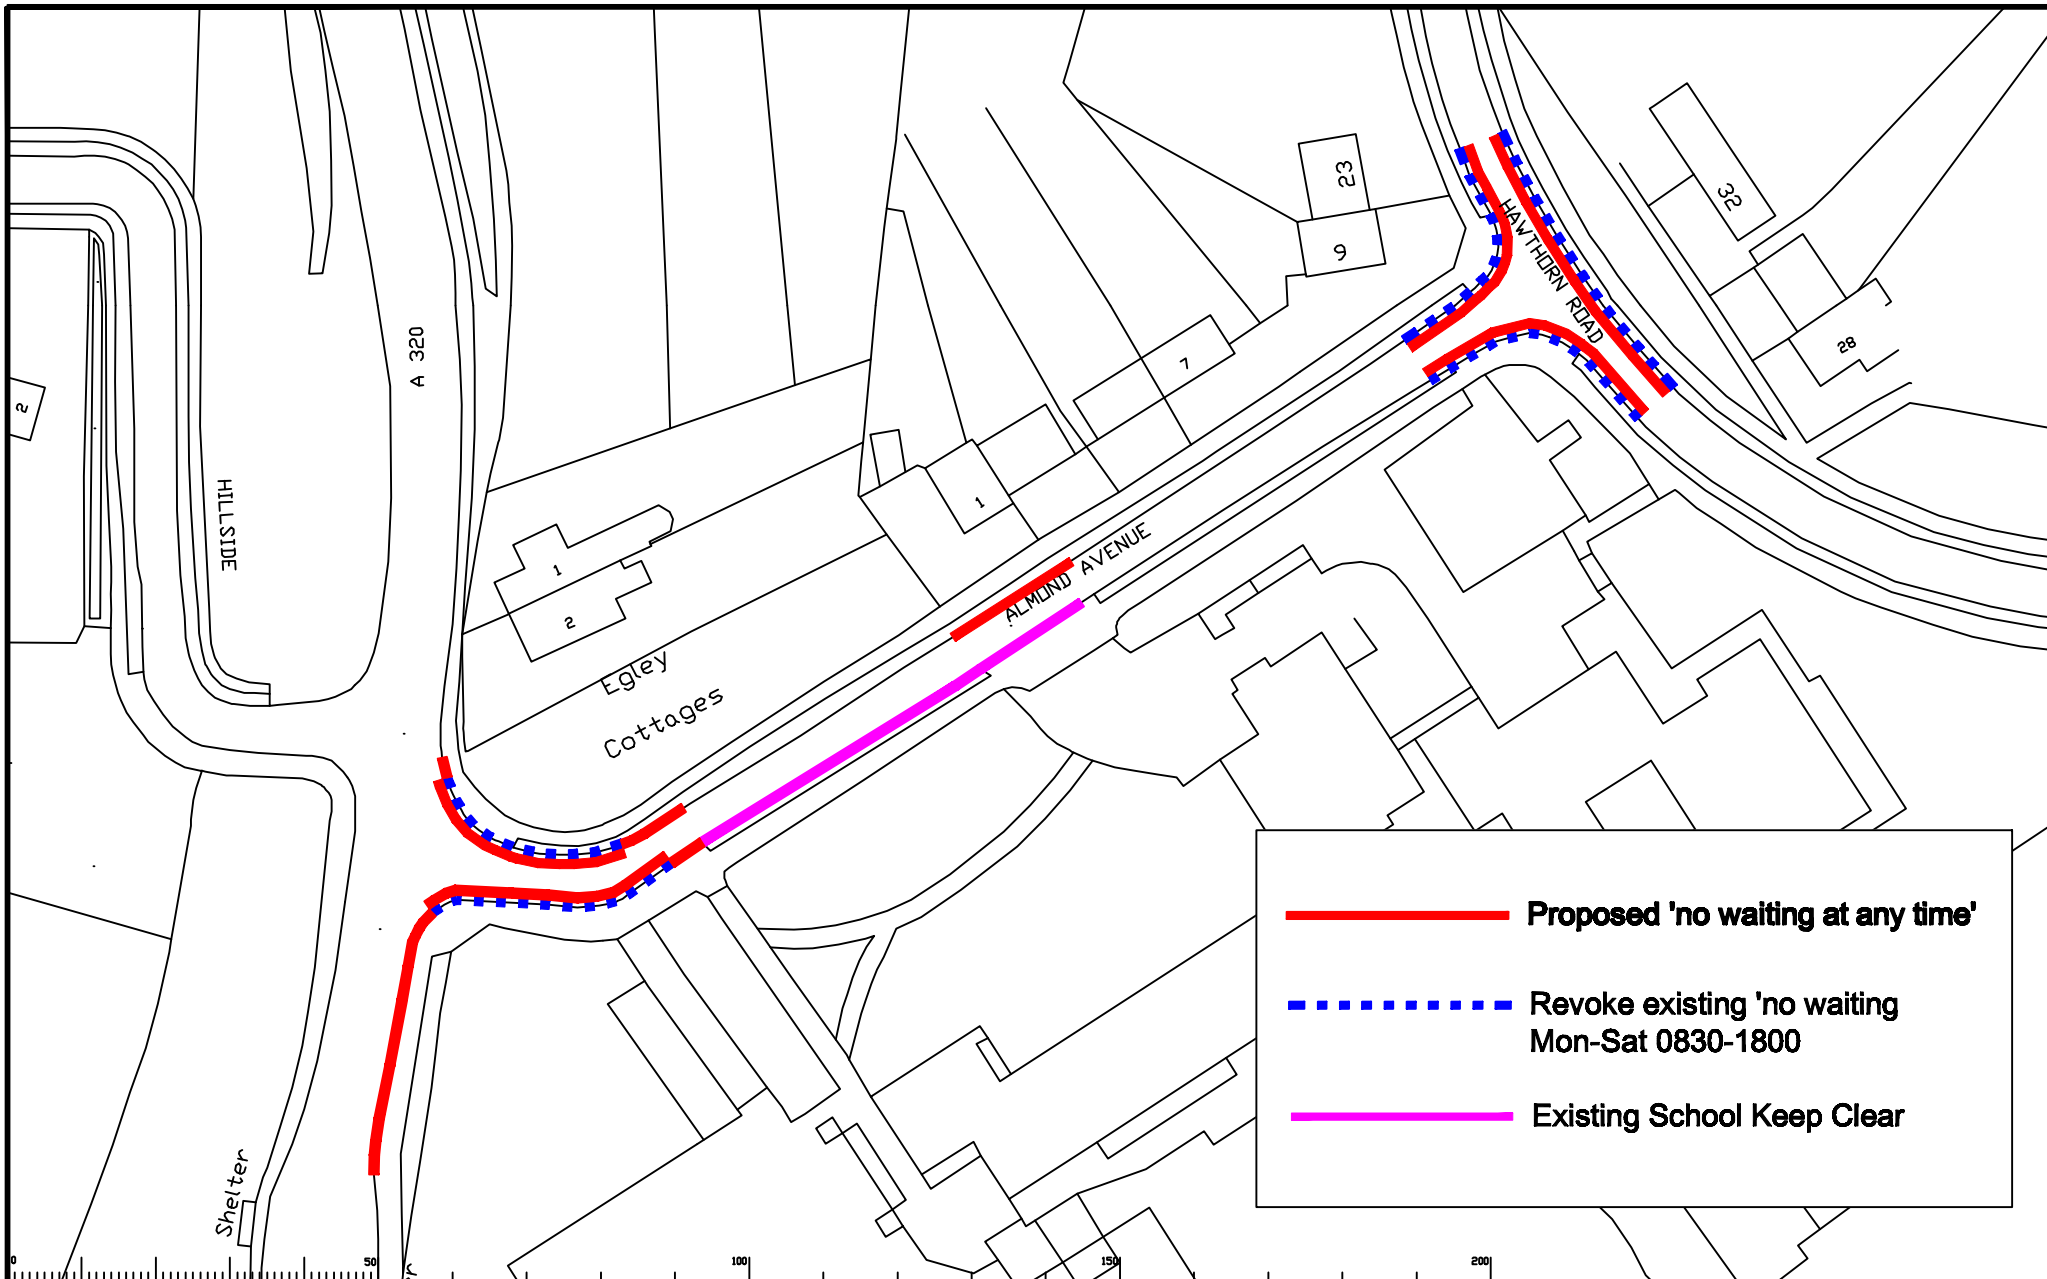 23
32
HAWTHORN ROAD
9
28
7
A 320
2
1
HILLSIDE
ALMOND AVENUE
1
2
Egley
Cottages
Proposed 'no waiting at any time'
Revoke existing 'no waiting
Mon-Sat 0830-1800
Existing School Keep Clear
Shelter
0
50
100
150
200